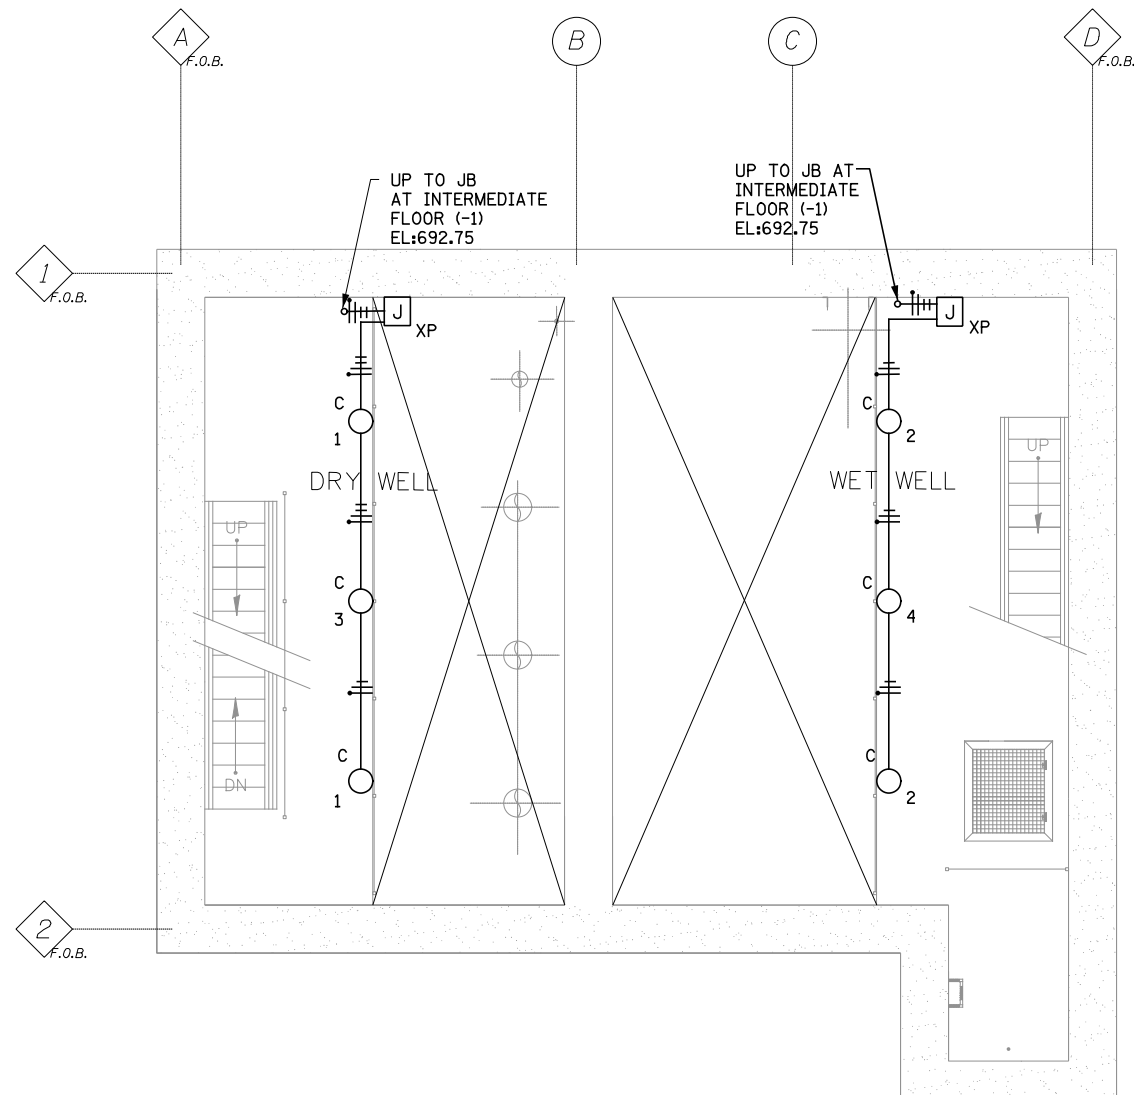 A
F.O.B.
B
C
D
F.O.B.
UP TO JB
AT INTERMEDIATE
FLOOR (-1)
EL:692.75
UP TO JB AT
INTERMEDIATE
FLOOR (-1)
EL:692.75
1
F.O.B.
J
XP
J
XP
C
1
C
2
DRY WELL
WET WELL
UP
UP
C
3
C
4
C
1
C
2
DN
2
F.O.B.